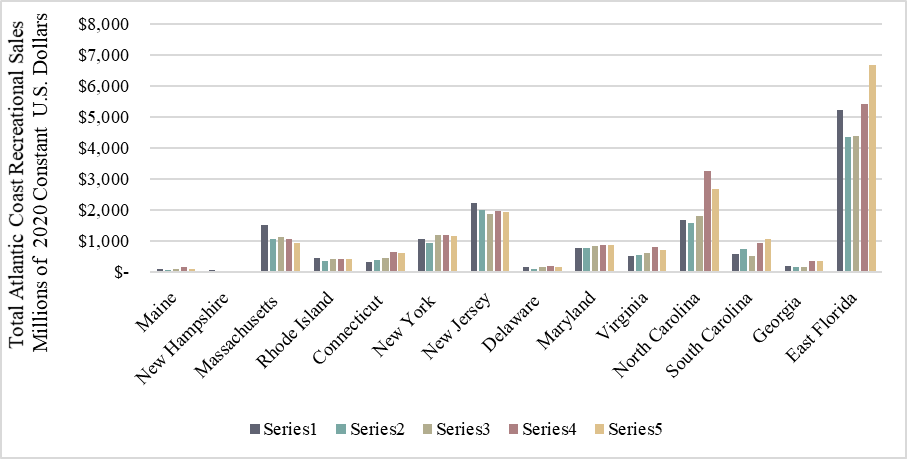 Total Atlantic Coast Recreational Sales
Millions of 2020 Constant U.S. Dollars
$8,000
$7,000
$6,000
$5,000
$4,000
$3,000
$2,000
$1,000
$-
Maine
New Hampshire
Massachusetts
Rhode Island
Connecticut
New York
New Jersey
Delaware
Maryland
Virginia
North Carolina
South Carolina
Georgia
East Florida
Series1 Series2 Series3 Series4 Series5